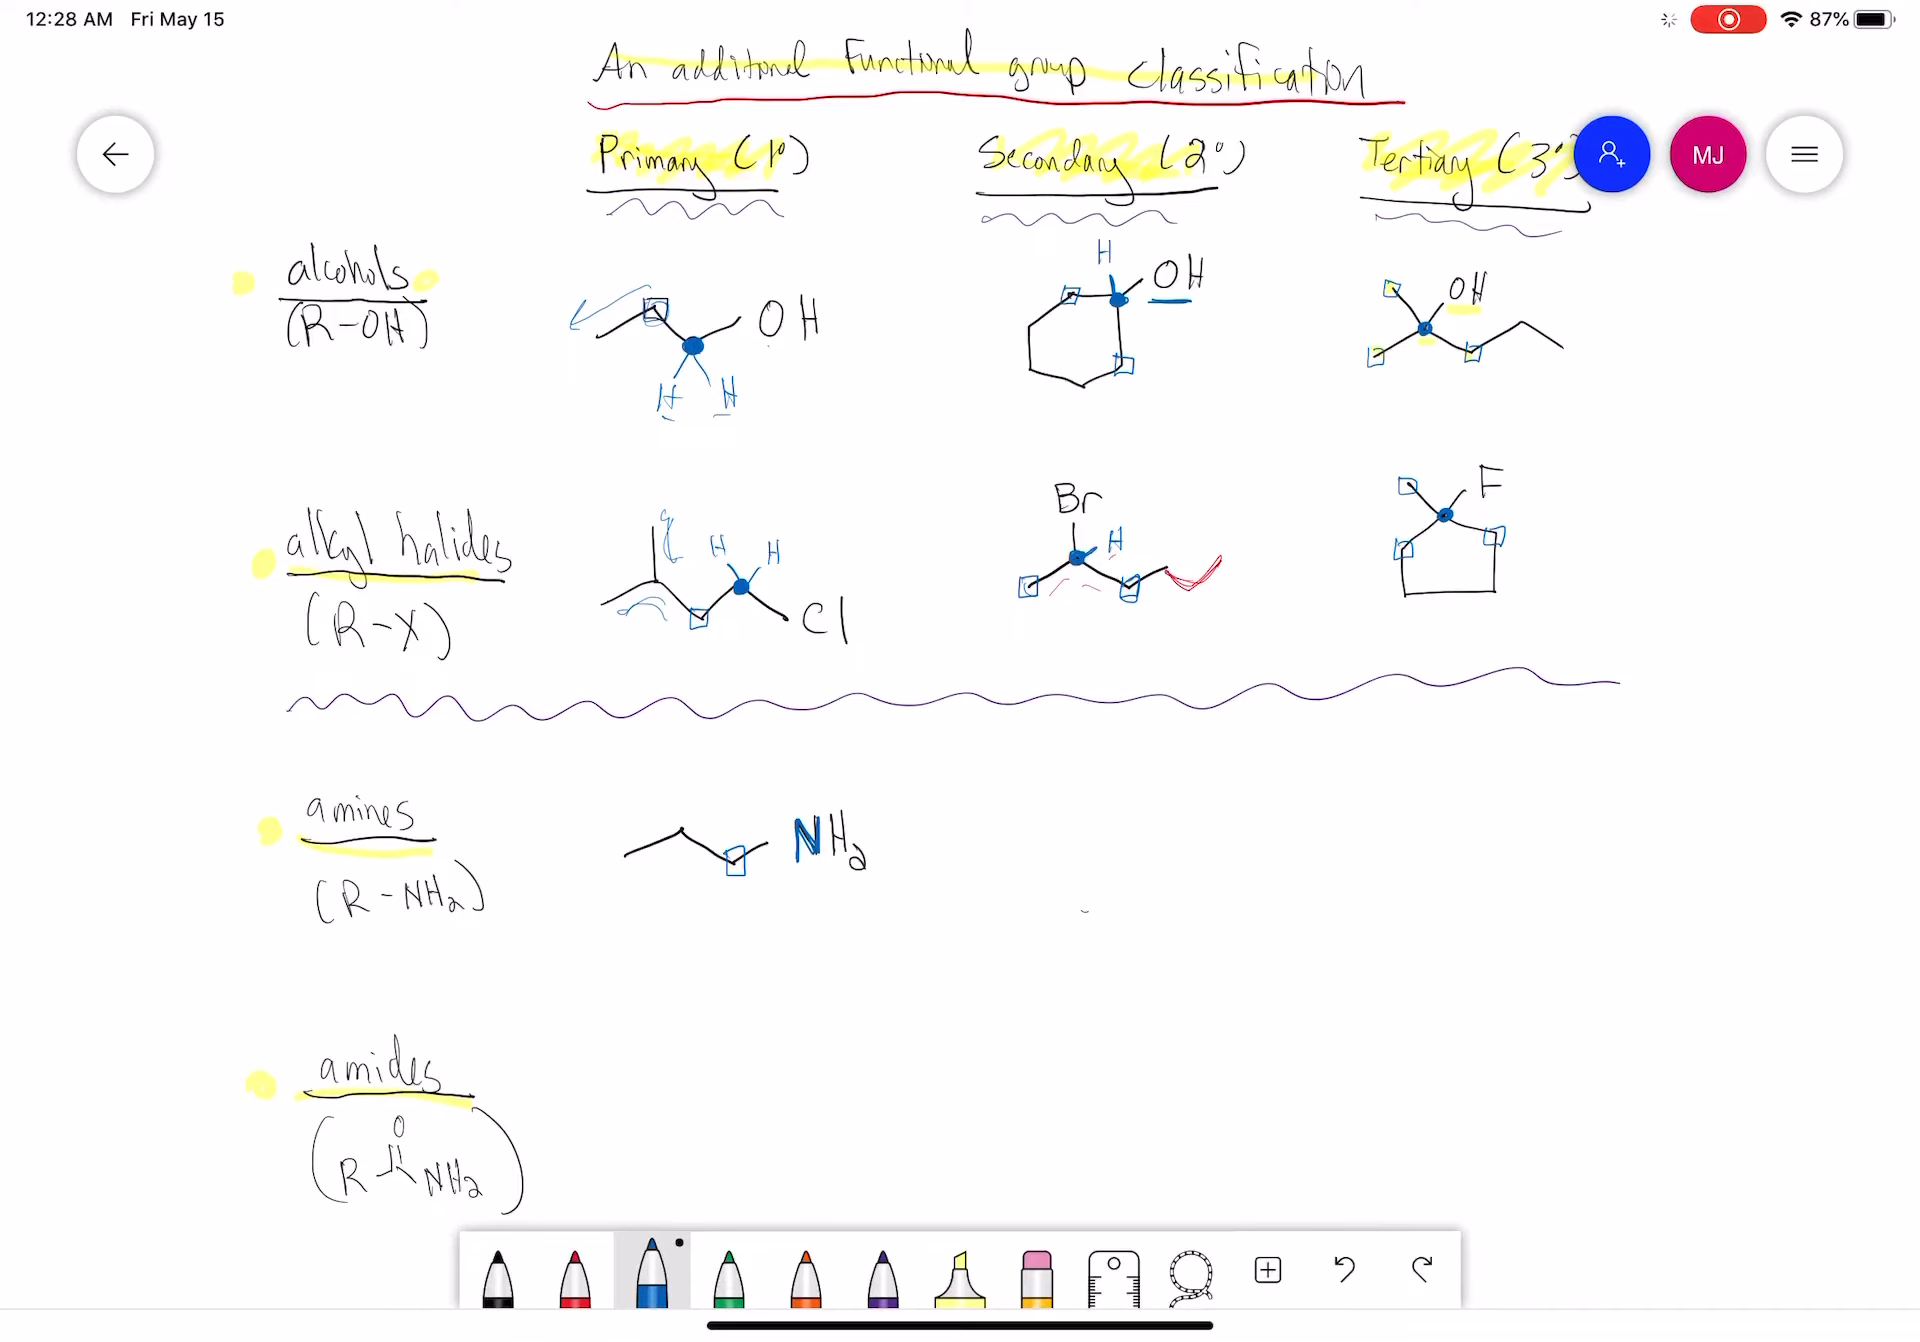 12:28 AM Fri May 15
87%
An additional Functional group classification
Primary (1°)
Secondary (2°)
Tertiary (3°)
MJ
alcohols
(R-OH)
OH
H H
H
OH
OH
alkyl halides
(R-X)
H H
Cl
Br
H
F
amines
(R-NH2)
NH2
amides
O
R NH2